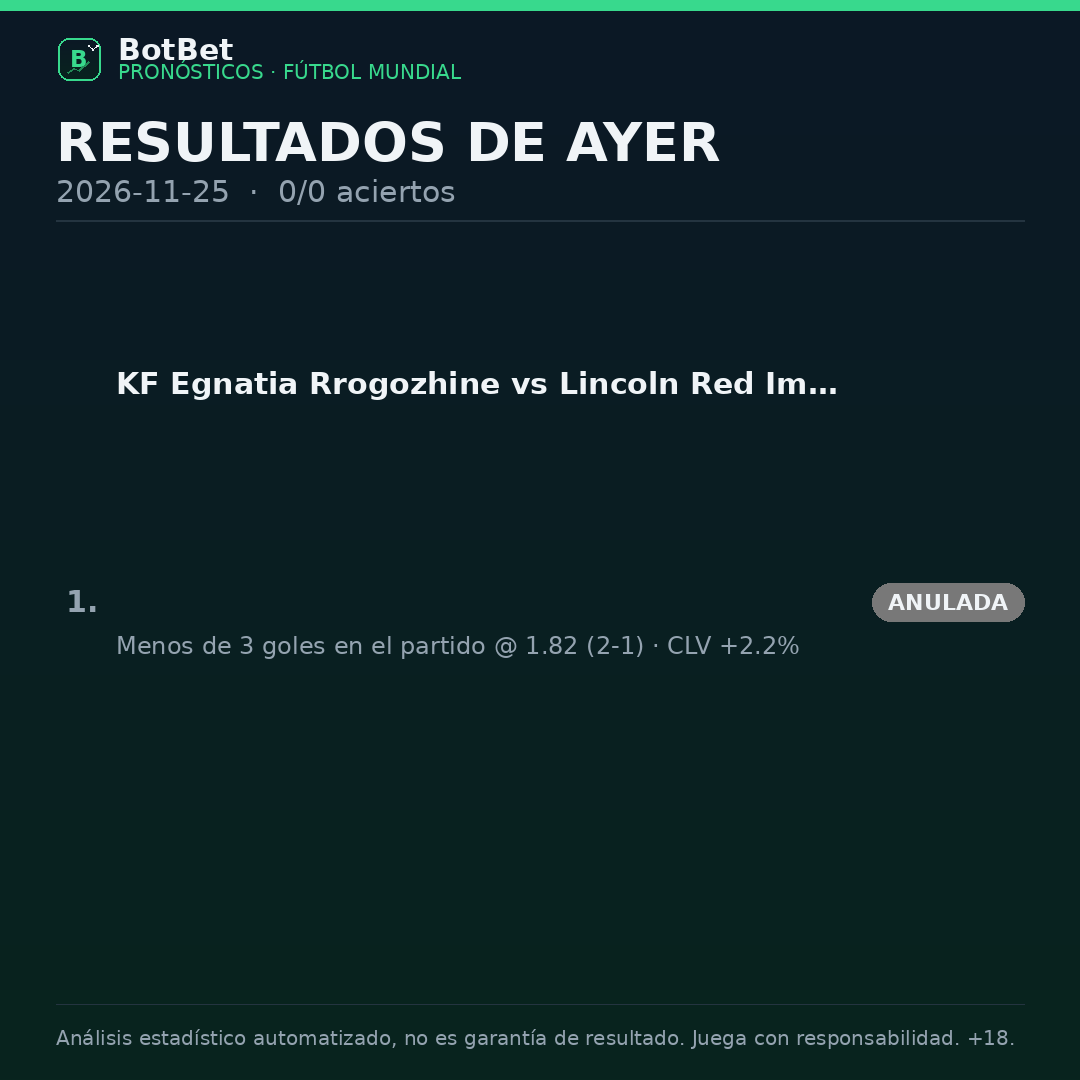 B
BotBet
PRONÓSTICOS · FÚTBOL MUNDIAL
RESULTADOS DE AYER
2026-11-25 · 0/0 aciertos
KF Egnatia Rrogozhine vs Lincoln Red Im…
1.
ANULADA
Menos de 3 goles en el partido @ 1.82 (2-1) · CLV +2.2%
Análisis estadístico automatizado, no es garantía de resultado. Juega con responsabilidad. +18.